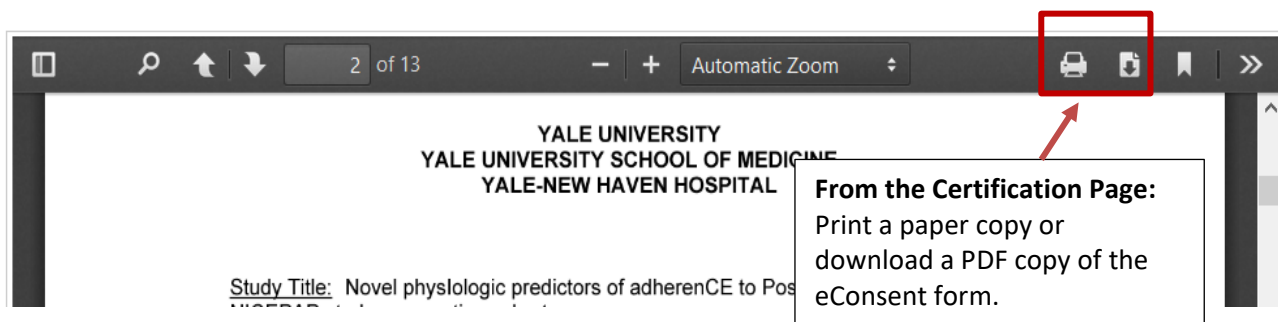 2 of 13
Automatic Zoom
YALE UNIVERSITY
YALE UNIVERSITY SCHOOL OF MEDICINE
YALE-NEW HAVEN HOSPITAL
From the Certification Page:
Print a paper copy or
download a PDF copy of the
eConsent form.
Study Title: Novel physIologic predictors of adherenCE to Pos